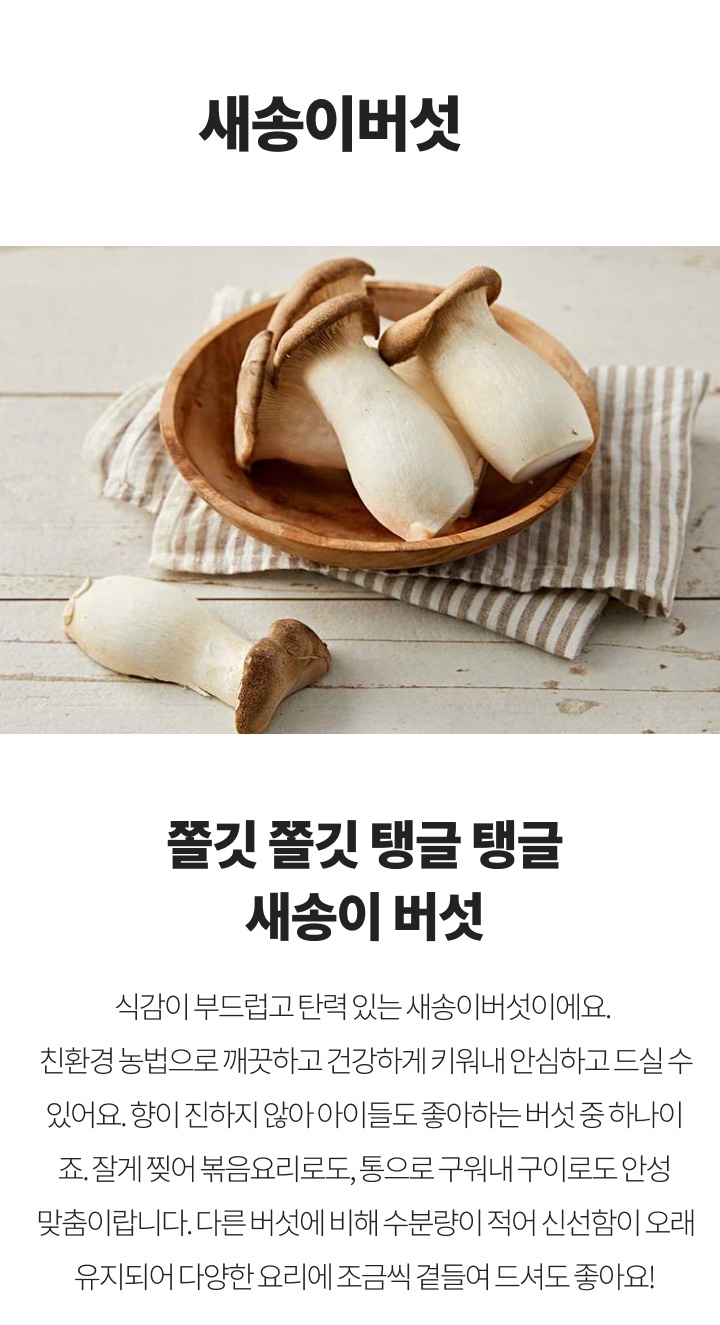 새송이버섯
쫄깃 쫄깃 탱글 탱글
새송이 버섯
식감이 부드럽고 탄력 있는 새송이버섯이에요.
친환경 농법으로 깨끗하고 건강하게 키워내 안심하고 드실 수
있어요. 향이 진하지 않아 아이들도 좋아하는 버섯 중 하나이
죠. 잘게 찢어 볶음요리로도, 통으로 구워내 구이로도 안성
맞춤이랍니다. 다른 버섯에 비해 수분량이 적어 신선함이 오래
유지되어 다양한 요리에 조금씩 곁들여 드셔도 좋아요!